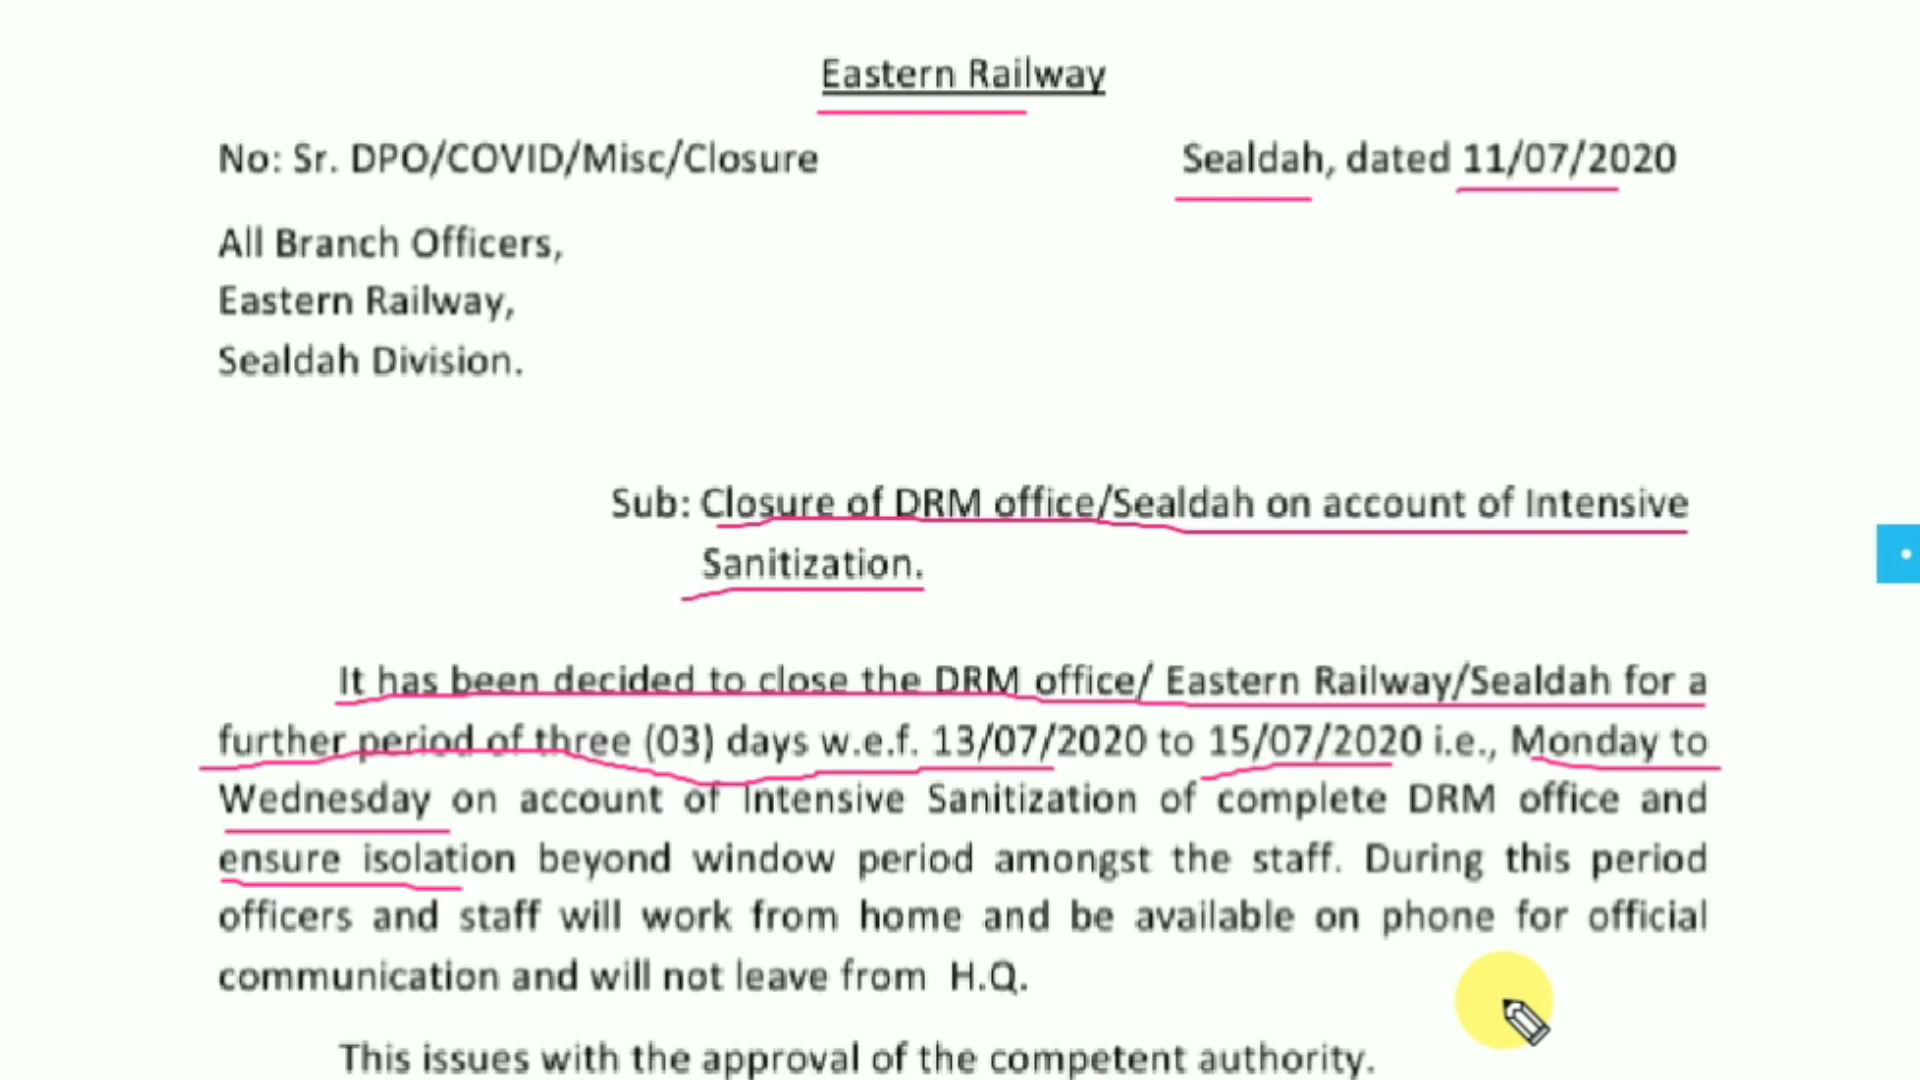 Eastern Railway
No: Sr. DPO/COVID/Misc/Closure Sealdah, dated 11/07/2020
All Branch Officers,
Eastern Railway,
Sealdah Division.
Sub: Closure of DRM office/Sealdah on account of Intensive
Sanitization.
It has been decided to close the DRM office/ Eastern Railway/Sealdah for a
further period of three (03) days w.e.f. 13/07/2020 to 15/07/2020 i.e., Monday to
Wednesday on account of Intensive Sanitization of complete DRM office and
ensure isolation beyond window period amongst the staff. During this period
officers and staff will work from home and be available on phone for official
communication and will not leave from H.Q.
This issues with the approval of the competent authority.